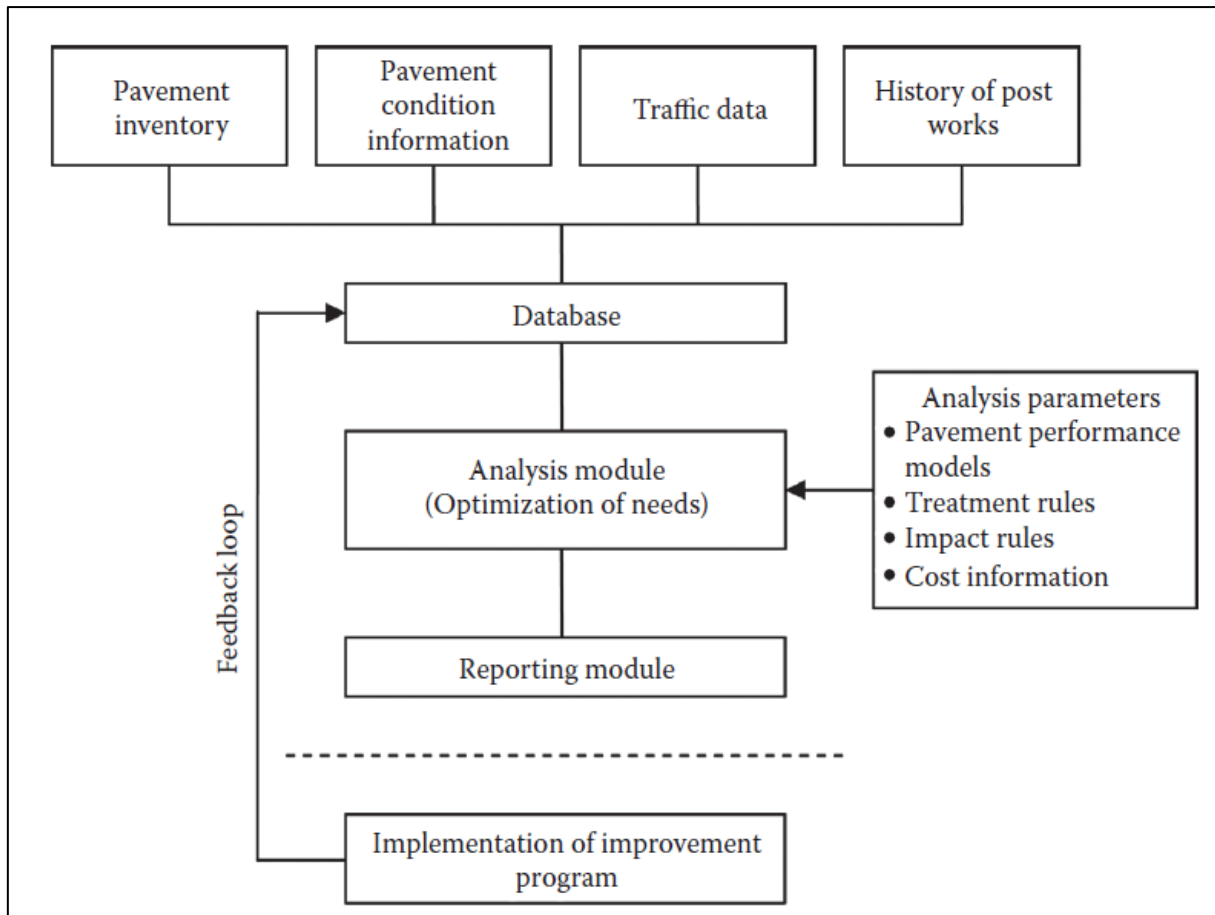 Pavement
inventory
Pavement
condition
information
Traffic data
History of post
works
Database
Analysis module
(Optimization of needs)
Analysis parameters
• Pavement performance
models
• Treatment rules
• Impact rules
• Cost information
Feedback loop
Reporting module
Implementation of improvement
program